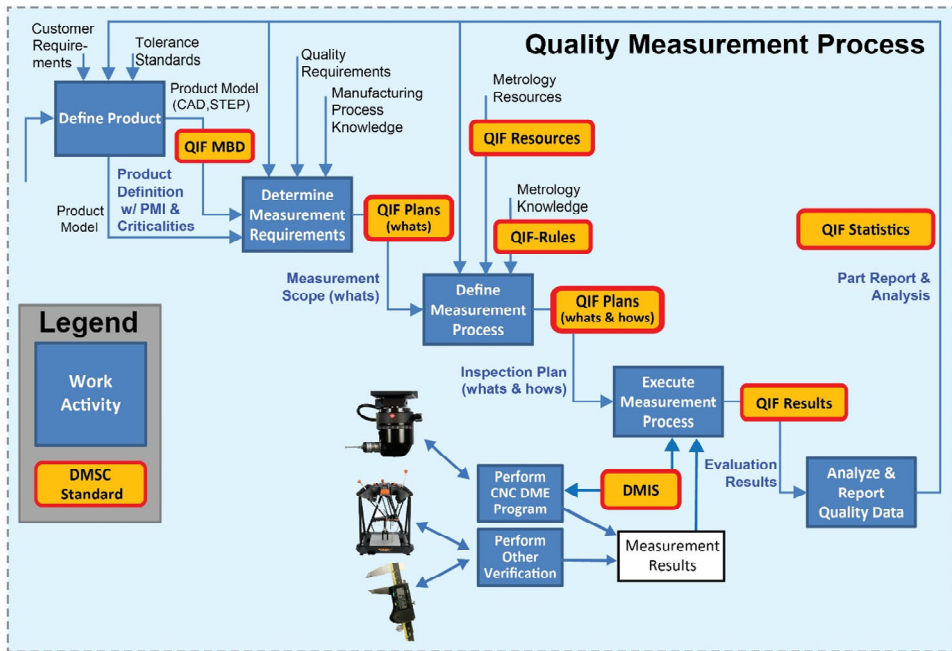 Quality Measurement Process
Customer
Require-
ments
Tolerance
Standards
Define Product
Product Model
(CAD,STEP)
QIF MBD
Product
Model
Product
Definition
w/ PMI &
Criticalities
Quality
Requirements
Manufacturing
Process
Knowledge
Determine
Measurement
Requirements
QIF Plans
(whats)
Measurement
Scope (whats)
Metrology
Resources
QIF Resources
Metrology
Knowledge
QIF-Rules
Define
Measurement
Process
QIF Plans
(whats & hows)
Inspection Plan
(whats & hows)
QIF Statistics
Part Report &
Analysis
Execute
Measurement
Process
QIF Results
Evaluation
Results
Analyze &
Report
Quality Data
Perform
CNC DME
Program
DMIS
Perform
Other
Verification
Measurement
Results
Legend
Work
Activity
DMSC
Standard